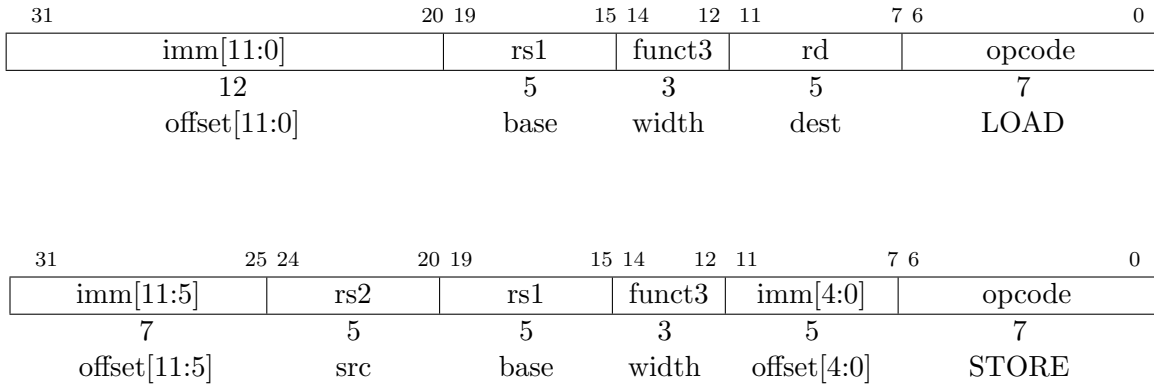 31 20 19 15 14 12 11 7 6 0
imm[11:0] rs1 funct3 rd opcode
12 5 3 5 7
offset[11:0] base width dest LOAD
31 25 24 20 19 15 14 12 11 7 6 0
imm[11:5] rs2 rs1 funct3 imm[4:0] opcode
7 5 5 3 5 7
offset[11:5] src base width offset[4:0] STORE